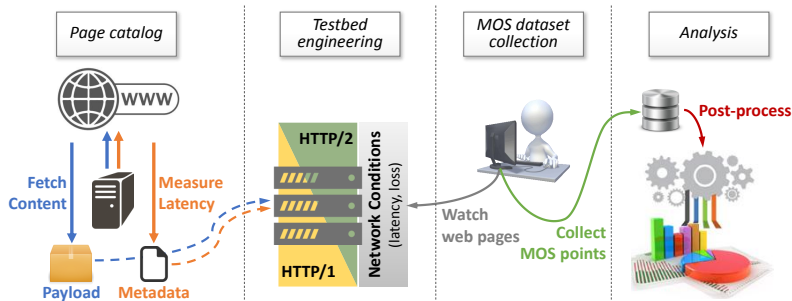 Page catalog
Testbed
engineering
MOS dataset
collection
Analysis
WWW
Fetch
Content
Measure
Latency
Payload
Metadata
HTTP/2
HTTP/1
Network Conditions
(latency, loss)
Watch
web pages
Collect
MOS points
Post-process